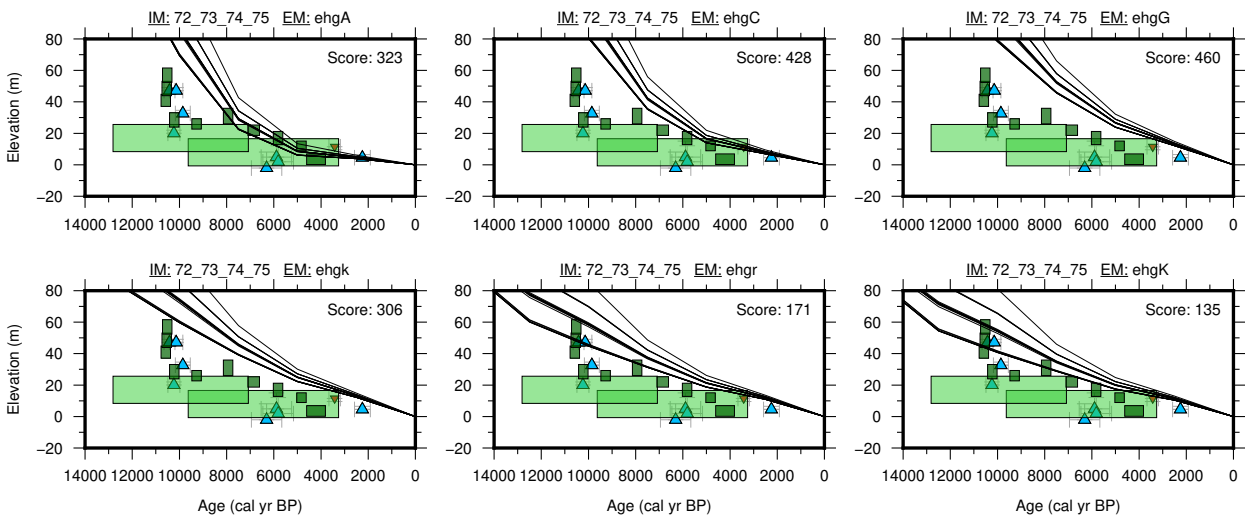 IM: 72_73_74_75 EM: ehgA
IM: 72_73_74_75 EM: ehgC
IM: 72_73_74_75 EM: ehgG
80
60
40
20
0
−20
Elevation (m)
Score: 323
Score: 428
Score: 460
14000 12000 10000 8000 6000 4000 2000 0
14000 12000 10000 8000 6000 4000 2000 0
14000 12000 10000 8000 6000 4000 2000 0
IM: 72_73_74_75 EM: ehgk
IM: 72_73_74_75 EM: ehgr
IM: 72_73_74_75 EM: ehgK
80
60
40
20
0
−20
Elevation (m)
Score: 306
Score: 171
Score: 135
14000 12000 10000 8000 6000 4000 2000 0
14000 12000 10000 8000 6000 4000 2000 0
14000 12000 10000 8000 6000 4000 2000 0
Age (cal yr BP)
Age (cal yr BP)
Age (cal yr BP)